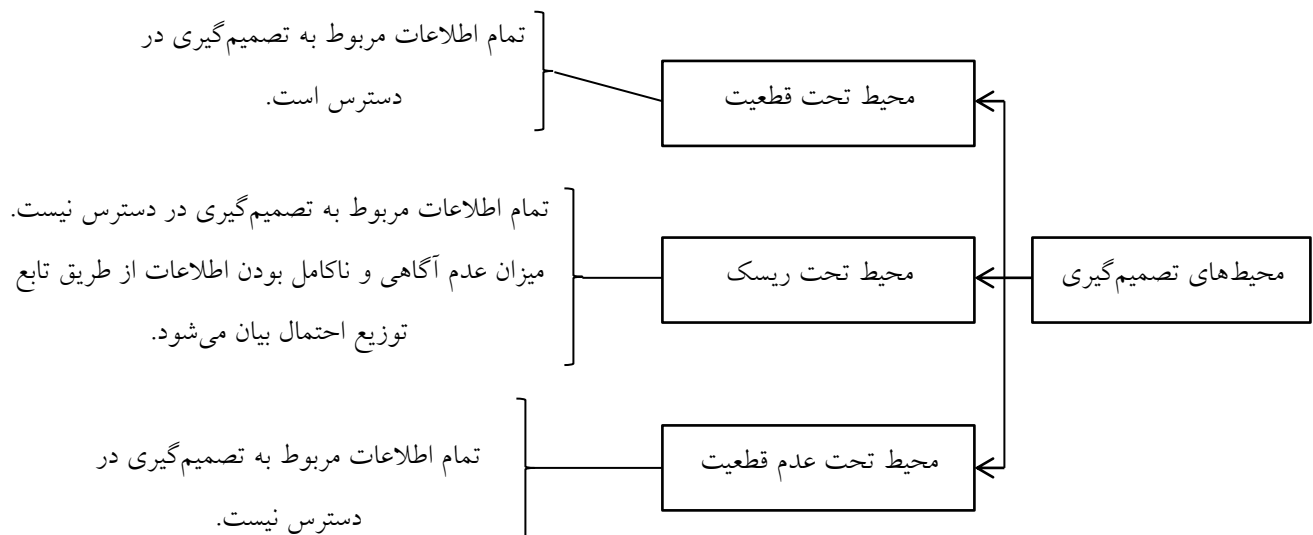 محیط‌های تصمیم‌گیری
محیط تحت قطعیت
تمام اطلاعات مربوط به تصمیم‌گیری در
دسترس است.
محیط تحت ریسک
تمام اطلاعات مربوط به تصمیم‌گیری در دسترس نیست.
میزان عدم آگاهی و ناکامل بودن اطلاعات از طریق تابع
توزیع احتمال بیان می‌شود.
محیط تحت عدم قطعیت
تمام اطلاعات مربوط به تصمیم‌گیری در
دسترس نیست.